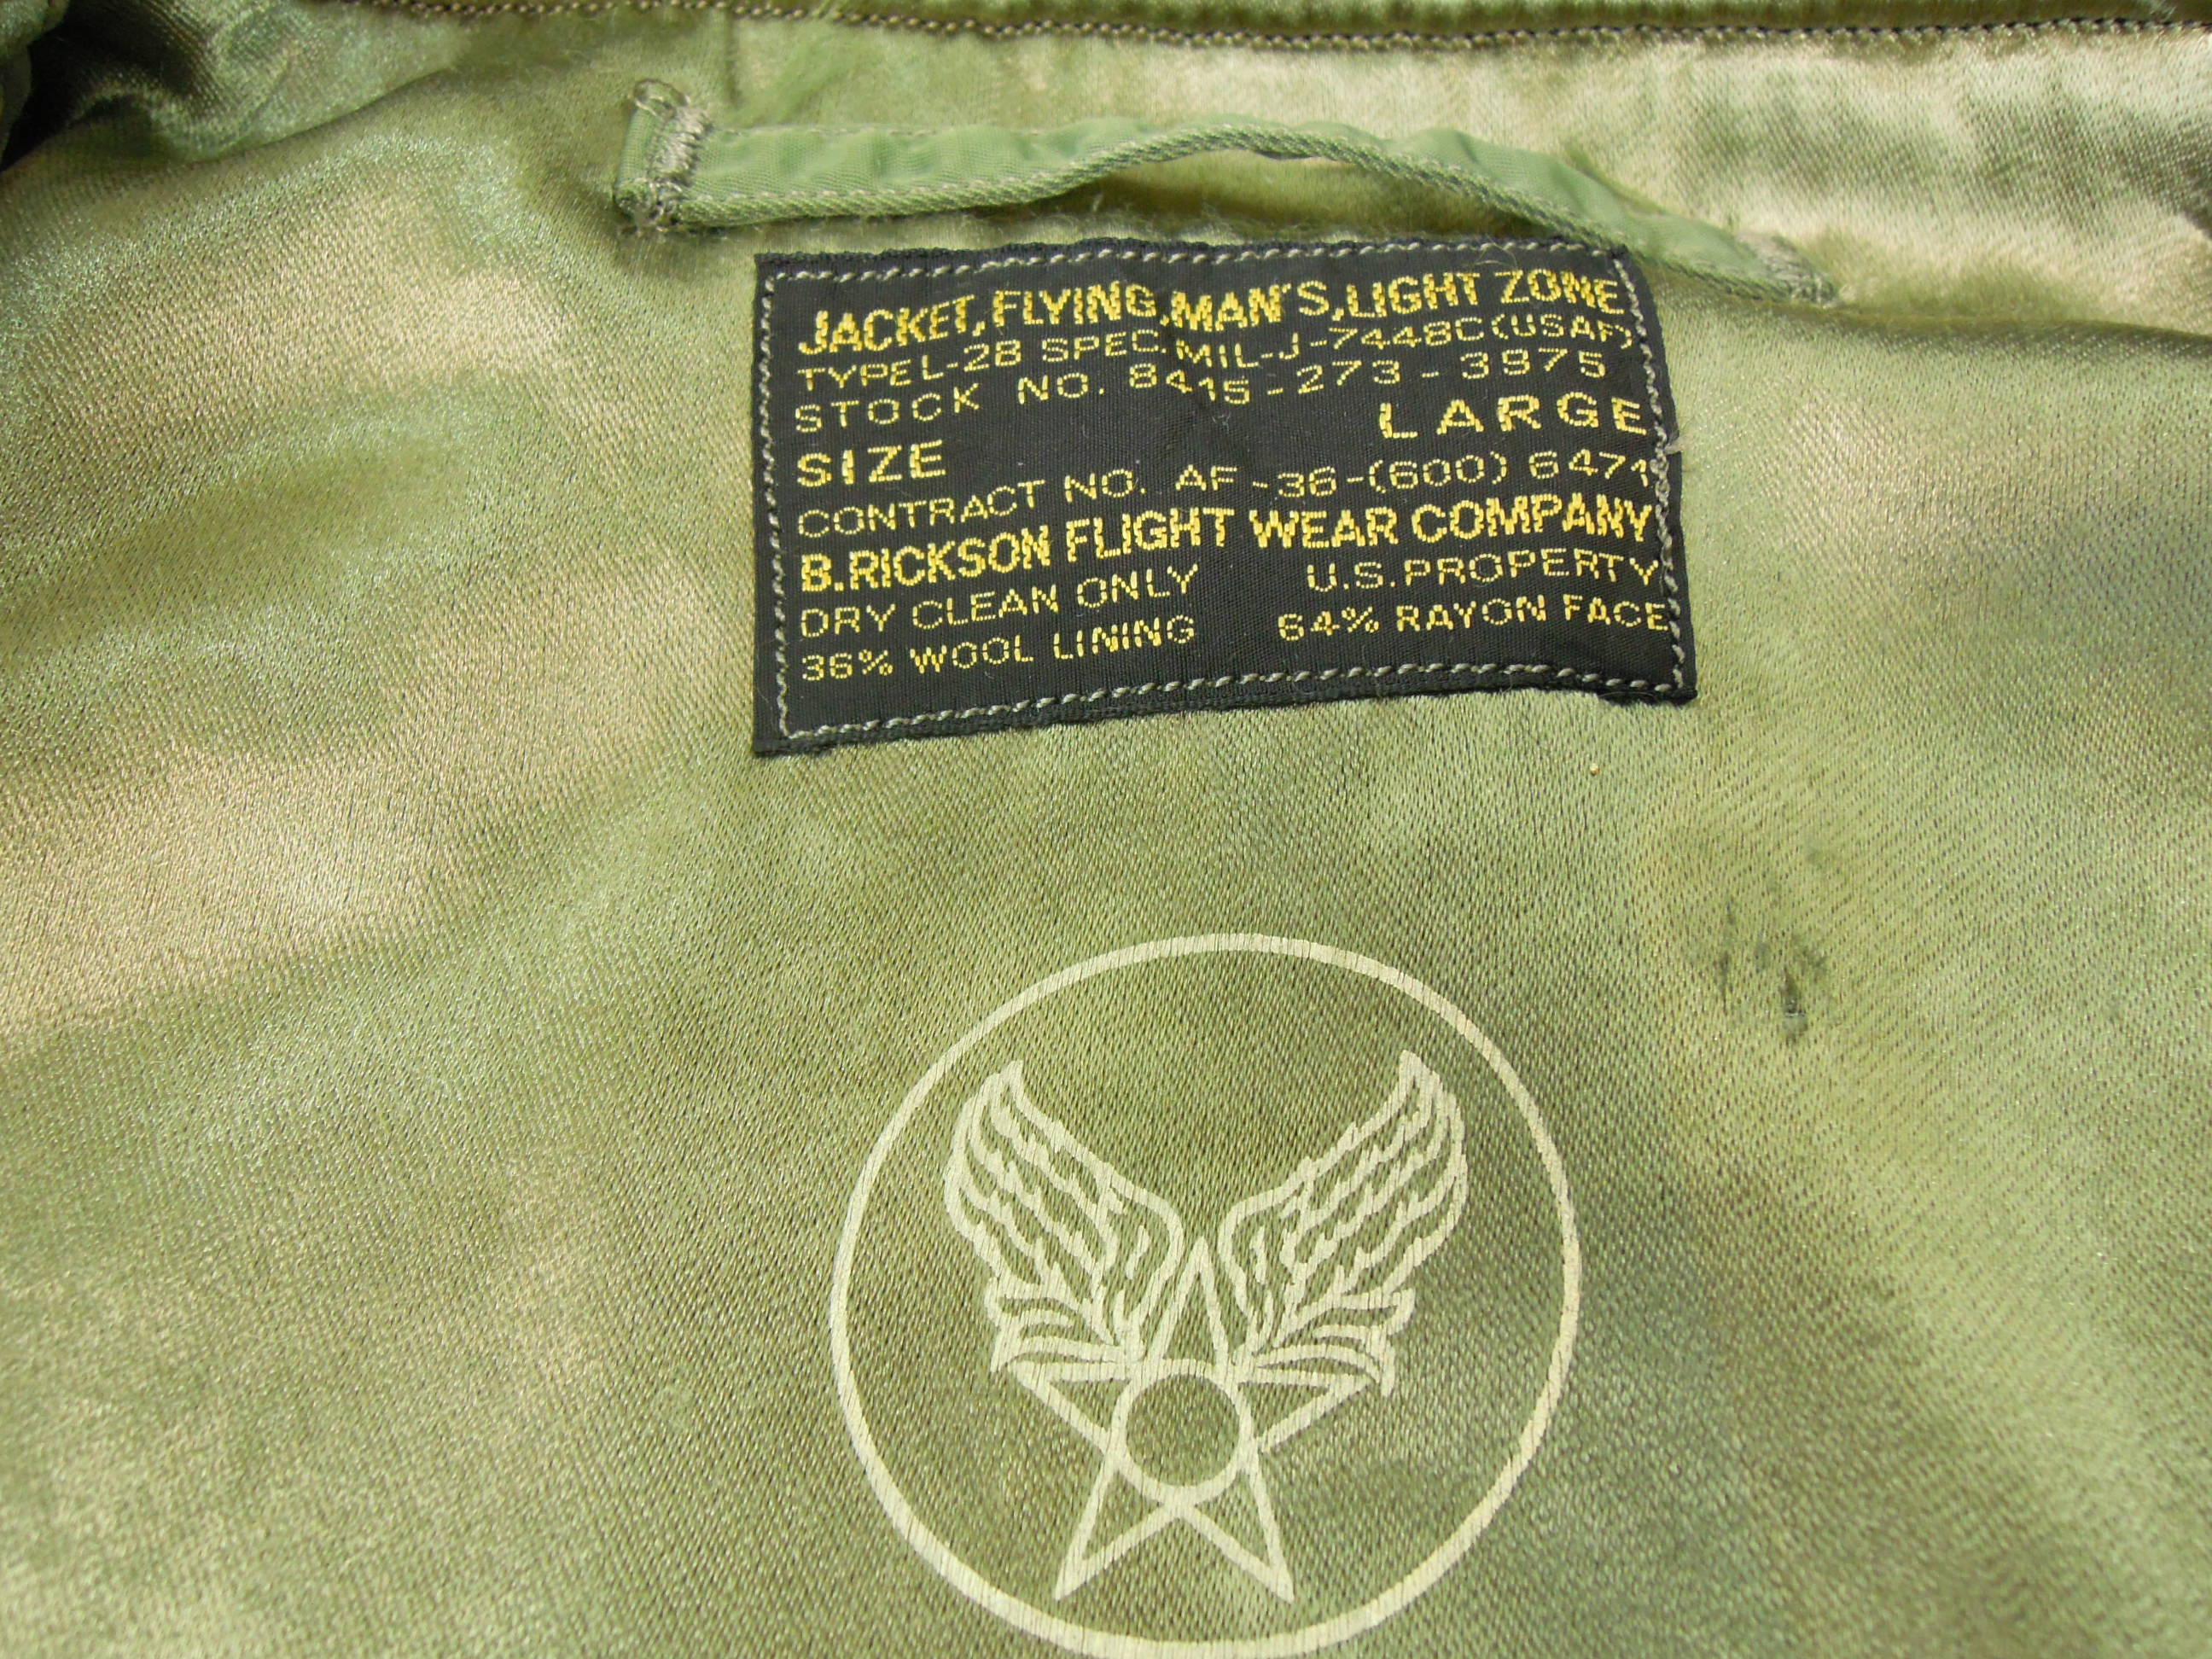 JACKET,FLYING,MAN'S,LIGHT ZONE
TYPE L-2B SPEC.MIL-J-7448C(USAF)
STOCK NO. 8415-273-3975
SIZE LARGE
CONTRACT NO. AF-36-(600) 6471
B.RICKSON FLIGHT WEAR COMPANY
DRY CLEAN ONLY U.S.PROPERTY
36% WOOL LINING 64% RAYON FACE